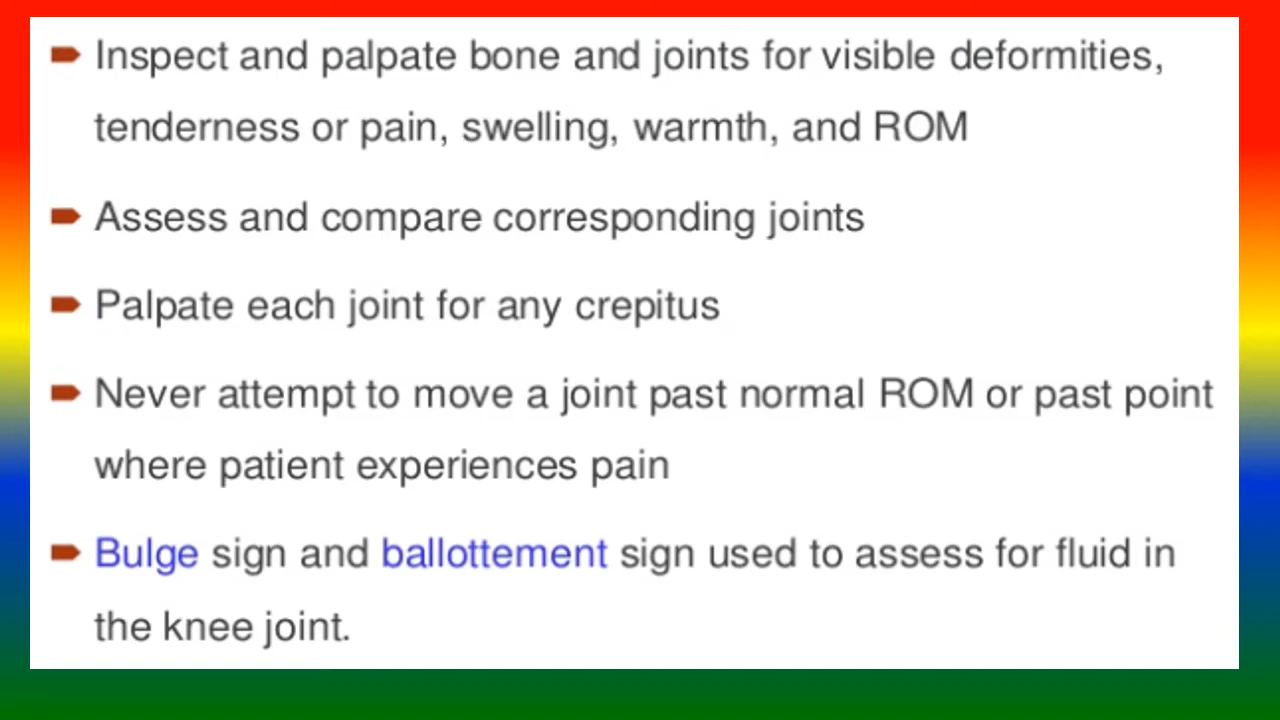 Inspect and palpate bone and joints for visible deformities,
tenderness or pain, swelling, warmth, and ROM
Assess and compare corresponding joints
Palpate each joint for any crepitus
Never attempt to move a joint past normal ROM or past point
where patient experiences pain
Bulge sign and ballottement sign used to assess for fluid in
the knee joint.